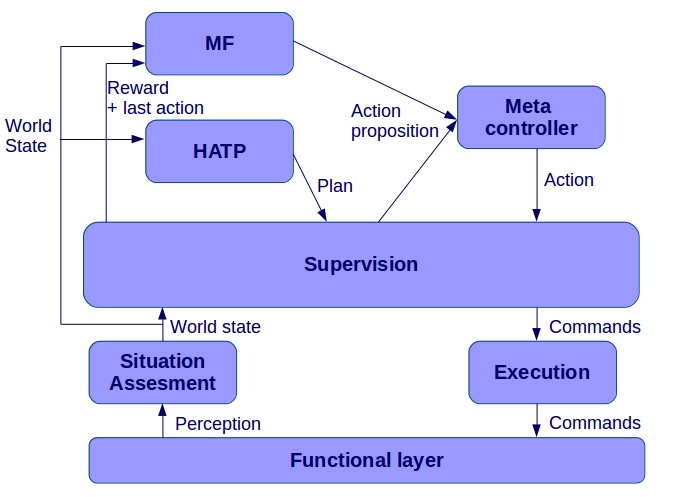 MF
Reward
+ last action
World
State
HATP
Action
proposition
Meta
controller
Plan
Action
Supervision
World state
Commands
Situation
Assesment
Execution
Perception
Commands
Functional layer